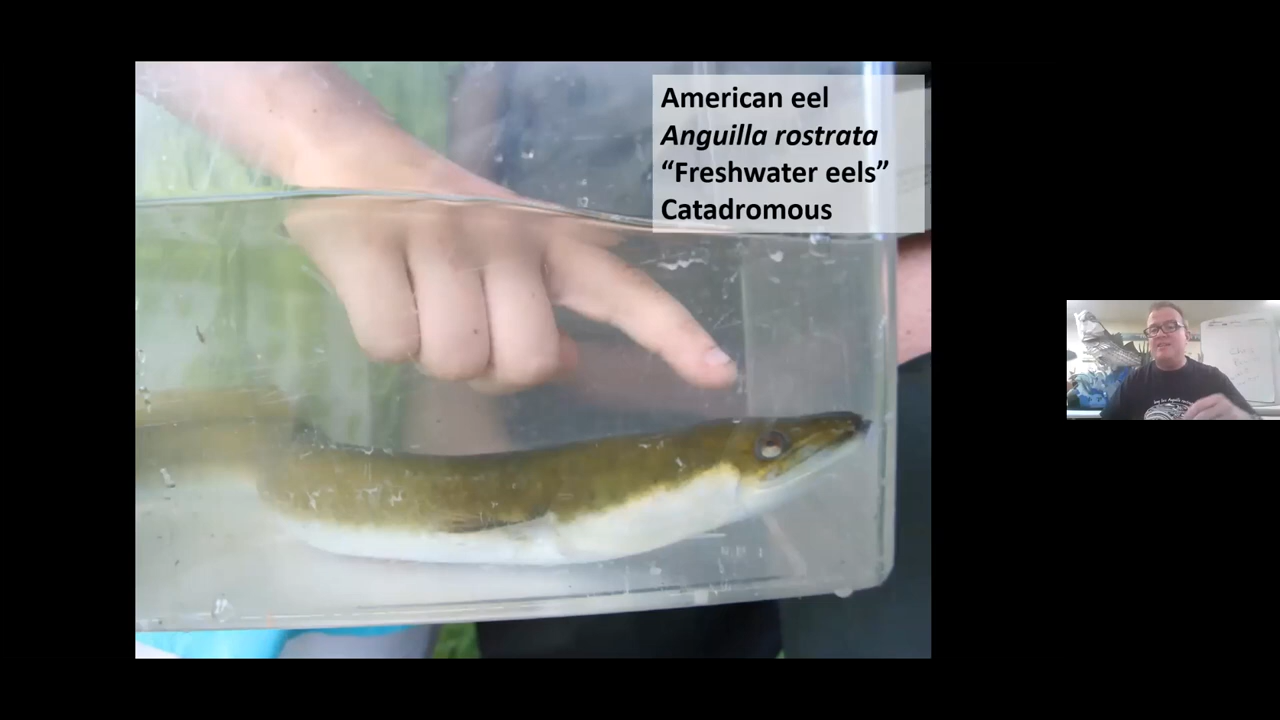 American eel
Anguilla rostrata
“Freshwater eels”
Catadromous